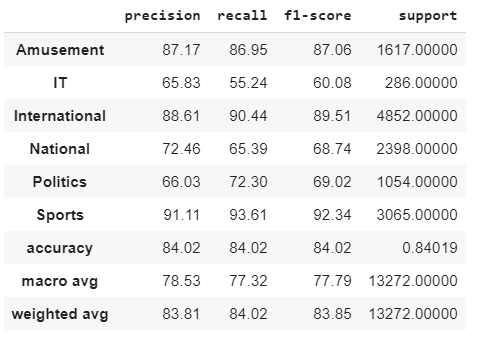 precision recall f1-score support
Amusement 87.17 86.95 87.06 1617.00000
IT 65.83 55.24 60.08 286.00000
International 88.61 90.44 89.51 4852.00000
National 72.46 65.39 68.74 2398.00000
Politics 66.03 72.30 69.02 1054.00000
Sports 91.11 93.61 92.34 3065.00000
accuracy 84.02 84.02 84.02 0.84019
macro avg 78.53 77.32 77.79 13272.00000
weighted avg 83.81 84.02 83.85 13272.00000